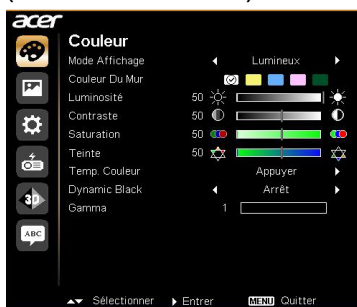 acer
Couleur
Mode Affichage Lumineux
Couleur Du Mur
Luminosité 50
Contraste 50
Saturation 50
Teinte 50
Temp. Couleur Appuyer
Dynamic Black Arrêt
Gamma 1
3D
ABC
Sélectionner Entrer MENU Quitter